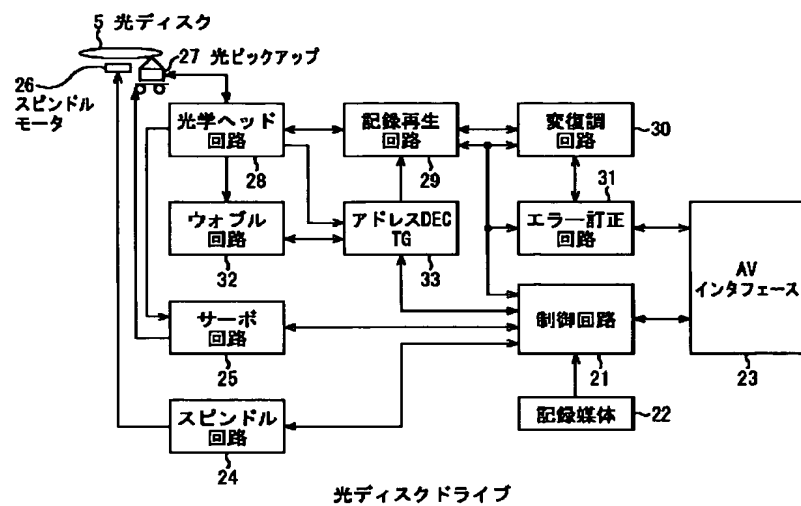 5 光ディスク
27 光ピックアップ
26
スピンドル
モータ
光学ヘッド
回路
28
記録再生
回路
29
変復調
回路
30
31
ウォブル
回路
32
アドレスDEC
TG
33
エラー訂正
回路
AV
インタフェース
23
サーボ
回路
25
制御回路
21
スピンドル
回路
24
記録媒体
22
光ディスクドライブ